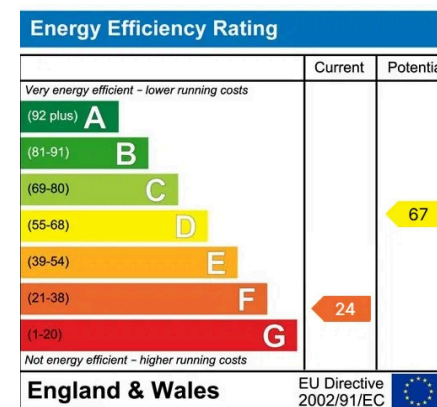 Energy Efficiency Rating
Current Potentia
Very energy efficient – lower running costs
(92 plus) A
(81-91) B
(69-80) C
(55-68) D
67
(39-54) E
(21-38) F
24
(1-20) G
Not energy efficient – higher running costs
England & Wales
EU Directive
2002/91/EC